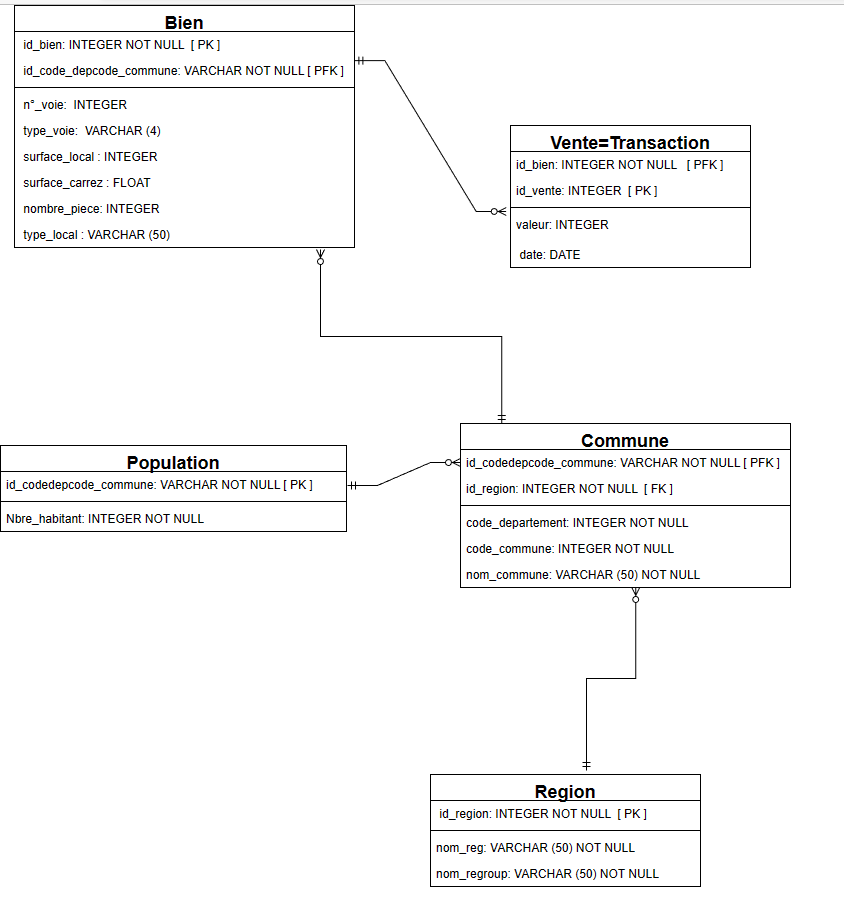 Bien
id_bien: INTEGER NOT NULL [ PK ]
id_code_depcode_commune: VARCHAR NOT NULL [ PFK ]
n°_voie: INTEGER
type_voie: VARCHAR (4)
surface_local : INTEGER
surface_carrez : FLOAT
nombre_piece: INTEGER
type_local : VARCHAR (50)
Vente=Transaction
id_bien: INTEGER NOT NULL [ PFK ]
id_vente: INTEGER [ PK ]
valeur: INTEGER
date: DATE
Commune
id_codedepcode_commune: VARCHAR NOT NULL [ PFK ]
id_region: INTEGER NOT NULL [ FK ]
code_departement: INTEGER NOT NULL
code_commune: INTEGER NOT NULL
nom_commune: VARCHAR (50) NOT NULL
Population
id_codedepcode_commune: VARCHAR NOT NULL [ PK ]
Nbre_habitant: INTEGER NOT NULL
Region
id_region: INTEGER NOT NULL [ PK ]
nom_reg: VARCHAR (50) NOT NULL
nom_regroup: VARCHAR (50) NOT NULL